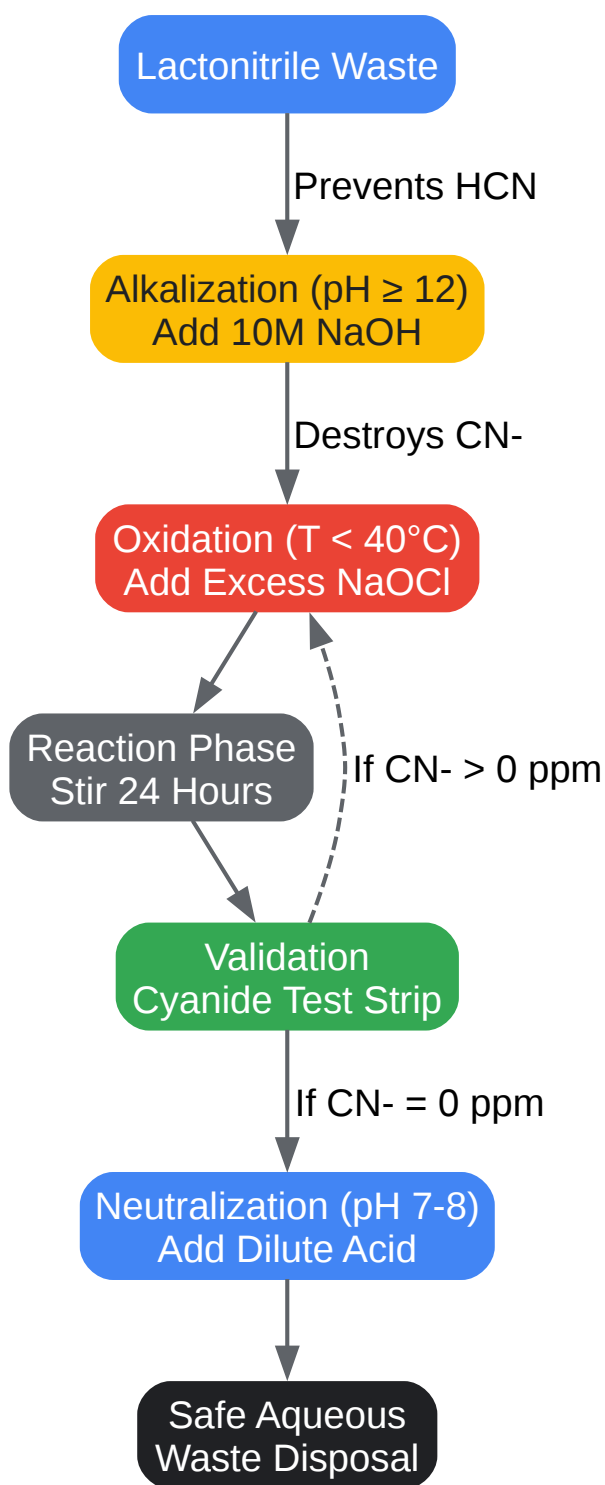 Lactonitrile Waste
Prevents HCN
Alkalization (pH ≥ 12)
Add 10M NaOH
Destroys CN-
Oxidation (T < 40°C)
Add Excess NaOCl
Reaction Phase
Stir 24 Hours
If CN- > 0 ppm
Validation
Cyanide Test Strip
If CN- = 0 ppm
Neutralization (pH 7-8)
Add Dilute Acid
Safe Aqueous
Waste Disposal